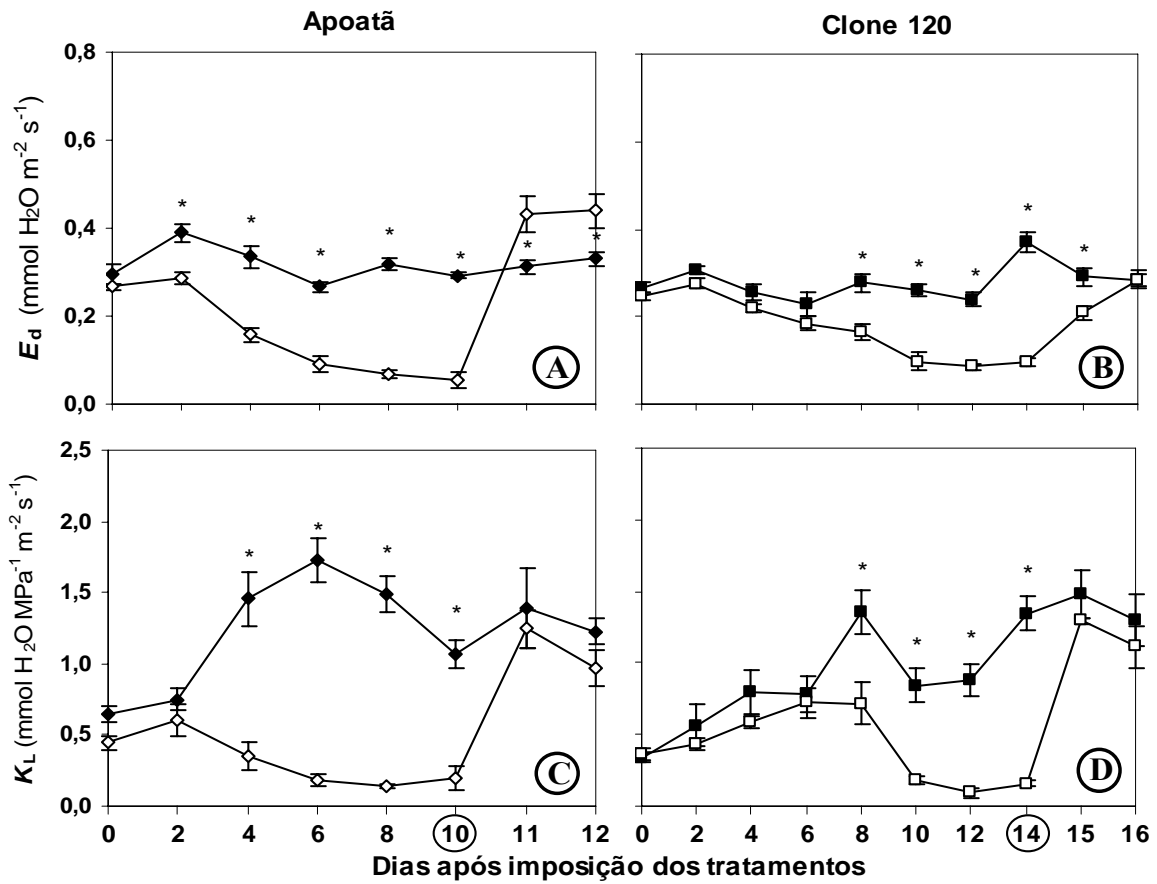 Apoatã
Clone 120
E_d (mmol H₂O m⁻² s⁻¹)
0,8
0,6
0,4
0,2
0,0
* * * * * * * *
A
* * * * *
B
K_L (mmol H₂O MPa⁻¹ m⁻² s⁻¹)
2,5
2,0
1,5
1,0
0,5
0,0
* * * *
C
* * * *
D
0 2 4 6 8 10 11 12
0 2 4 6 8 10 12 14 15 16
Dias após imposição dos tratamentos